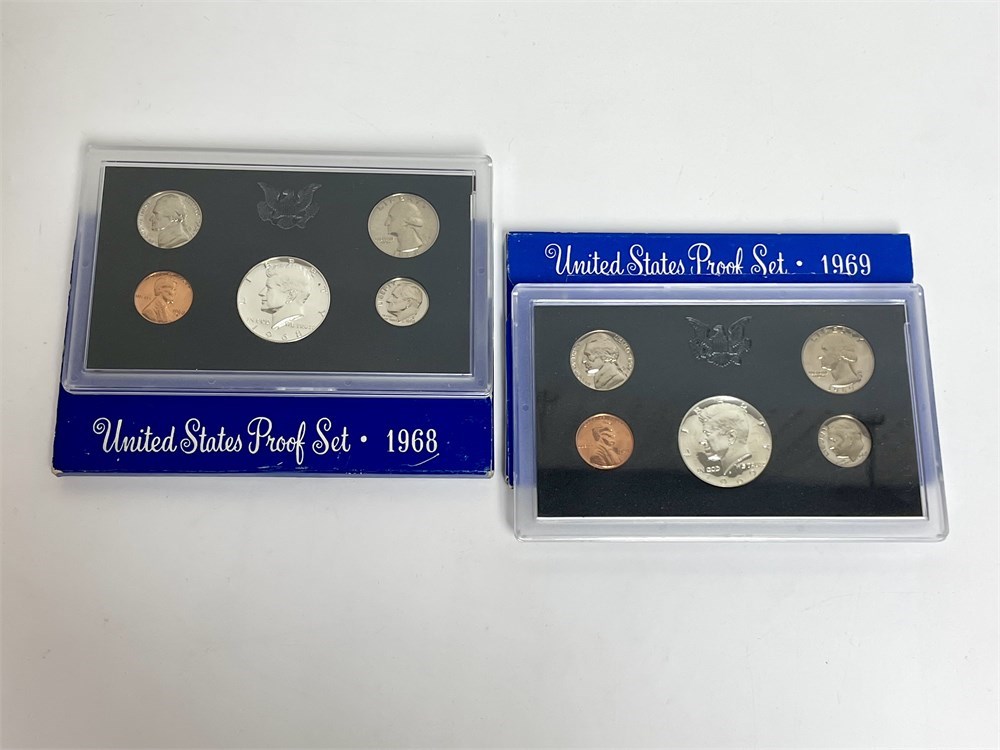 United States Proof Set · 1968
United States Proof Set · 1969